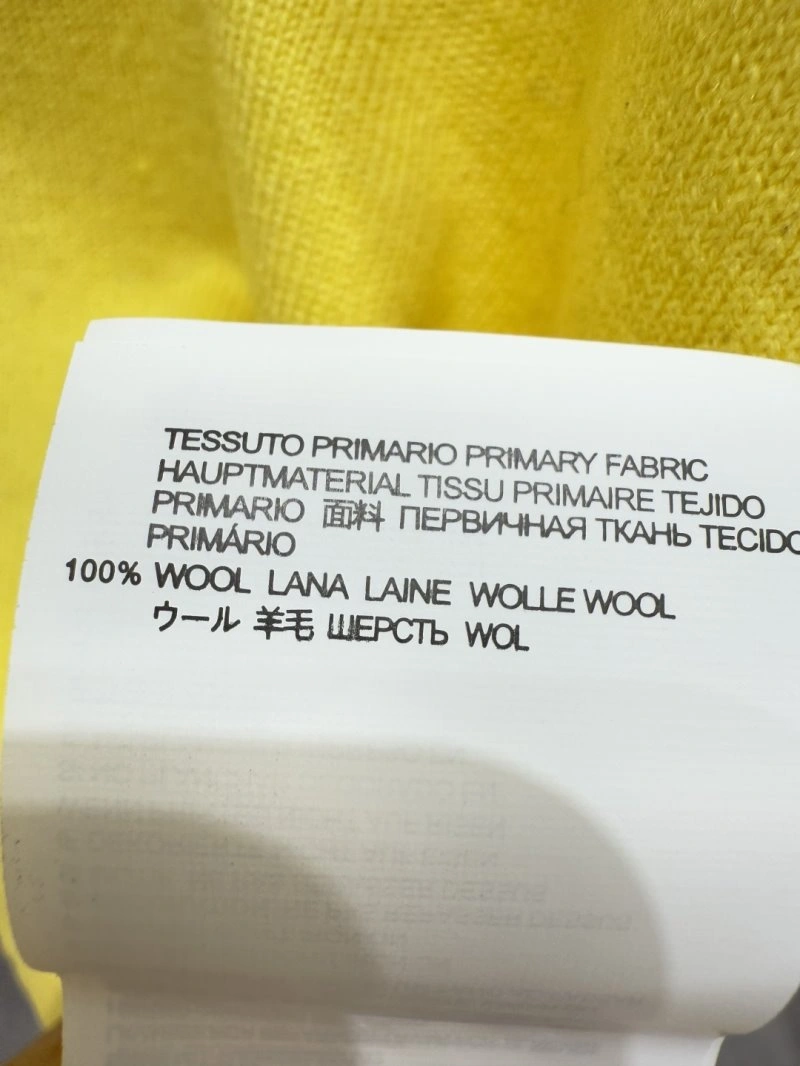 TESSUTO PRIMARIO PRIMARY FABRIC
HAUPTMATERIAL TISSU PRIMAIRE TEJIDO
PRIMARIO 面料 ПЕРВИЧНАЯ ТКАНЬ TECIDO
PRIMÁRIO
100% WOOL LANA LAINE WOLLE WOOL
ウール 羊毛 ШЕРСТЬ WOL